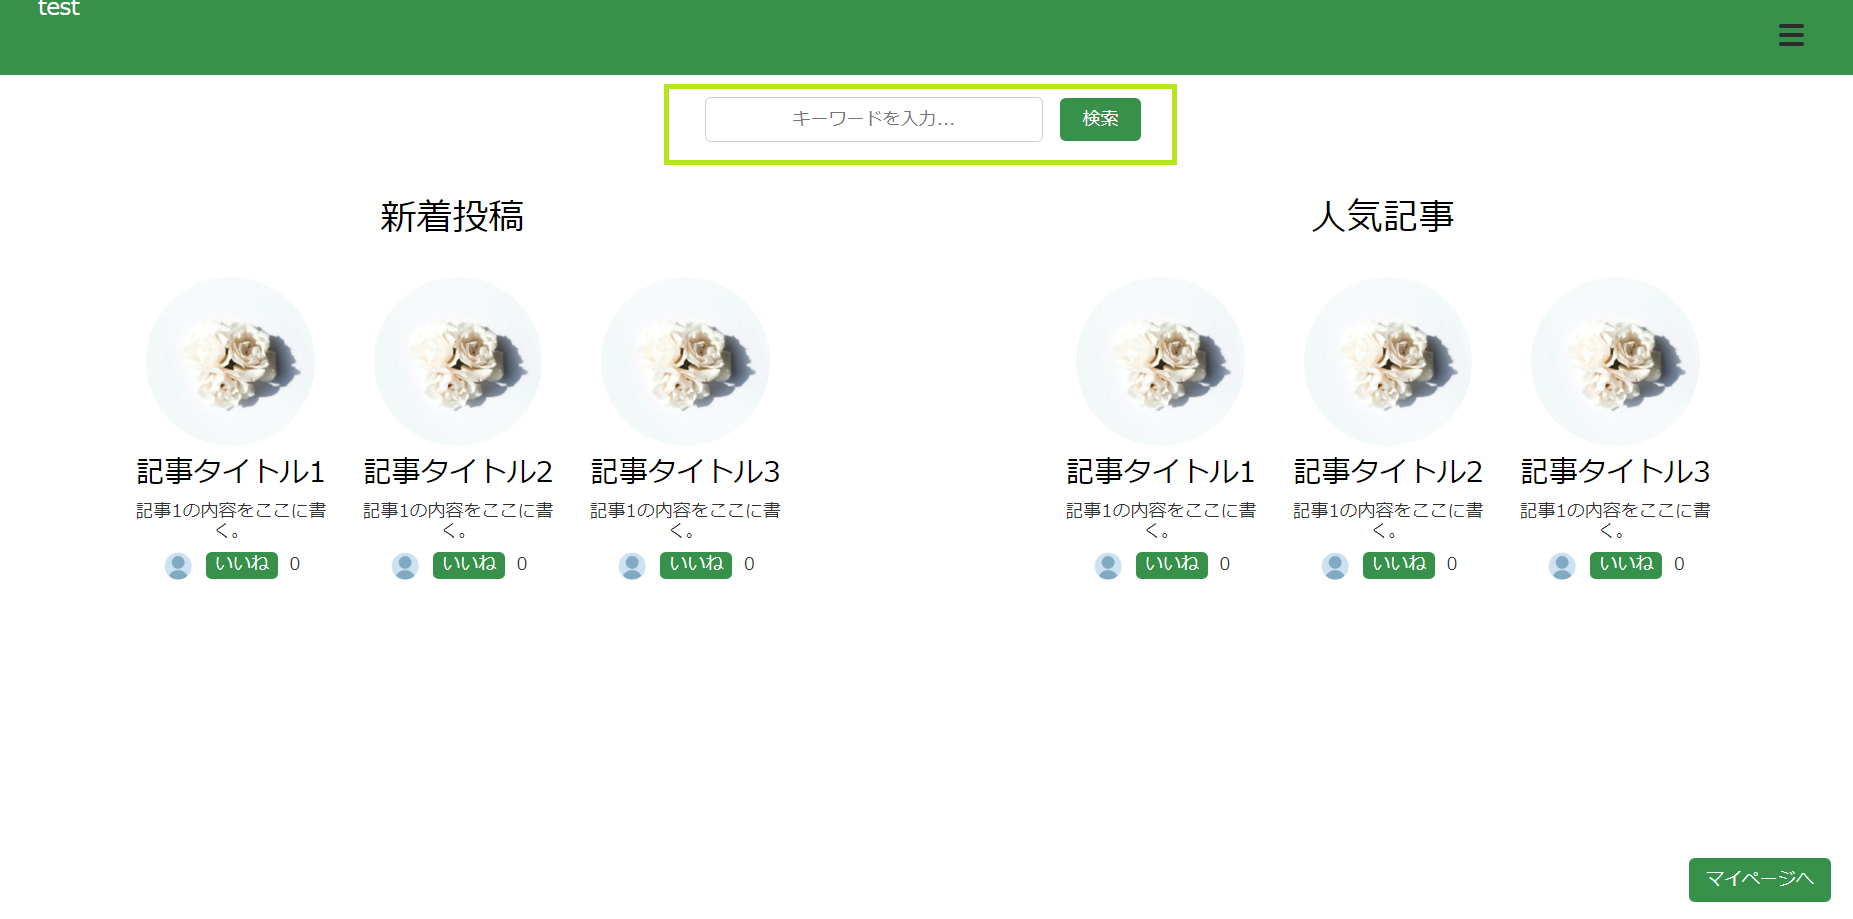 test
キーワードを入力...
検索
新着投稿
人気記事
記事タイトル1
記事タイトル2
記事タイトル3
記事タイトル1
記事タイトル2
記事タイトル3
記事1の内容をここに書
く。
記事1の内容をここに書
く。
記事1の内容をここに書
く。
記事1の内容をここに書
く。
記事1の内容をここに書
く。
記事1の内容をここに書
く。
いいね 0
いいね 0
いいね 0
いいね 0
いいね 0
いいね 0
マイページへ